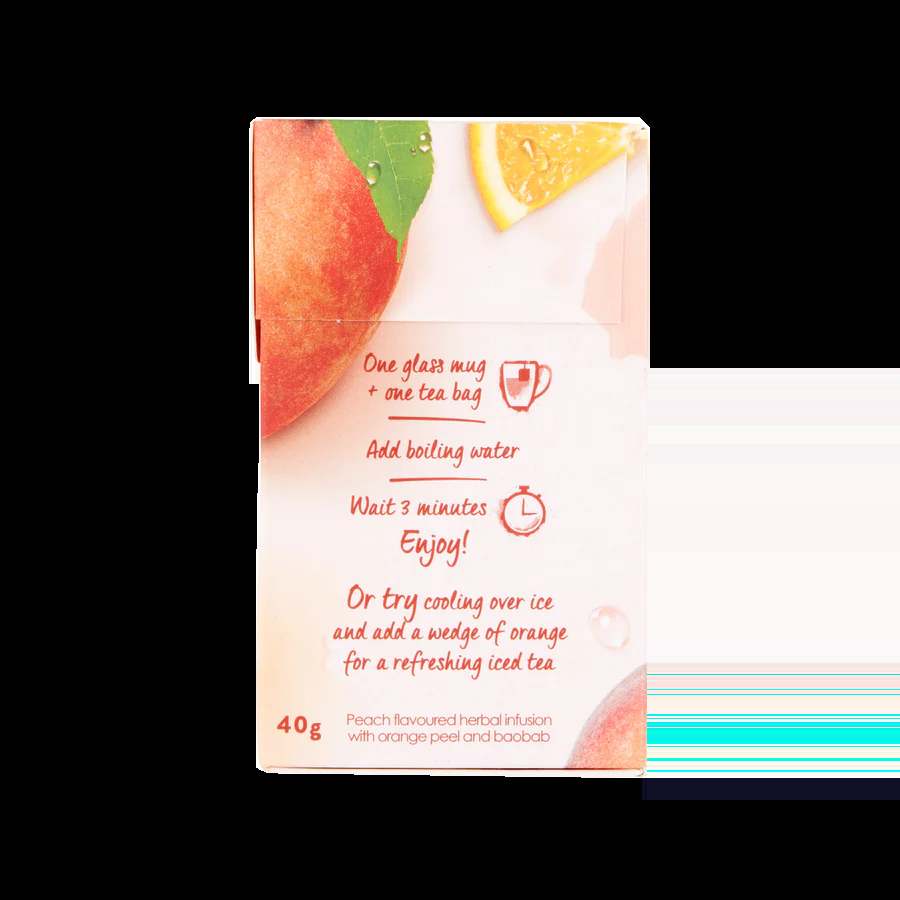 One glass mug
+ one tea bag
Add boiling water
Wait 3 minutes
Enjoy!
Or try cooling over ice
and add a wedge of orange
for a refreshing iced tea
40g
Peach flavoured herbal infusion
with orange peel and baobab